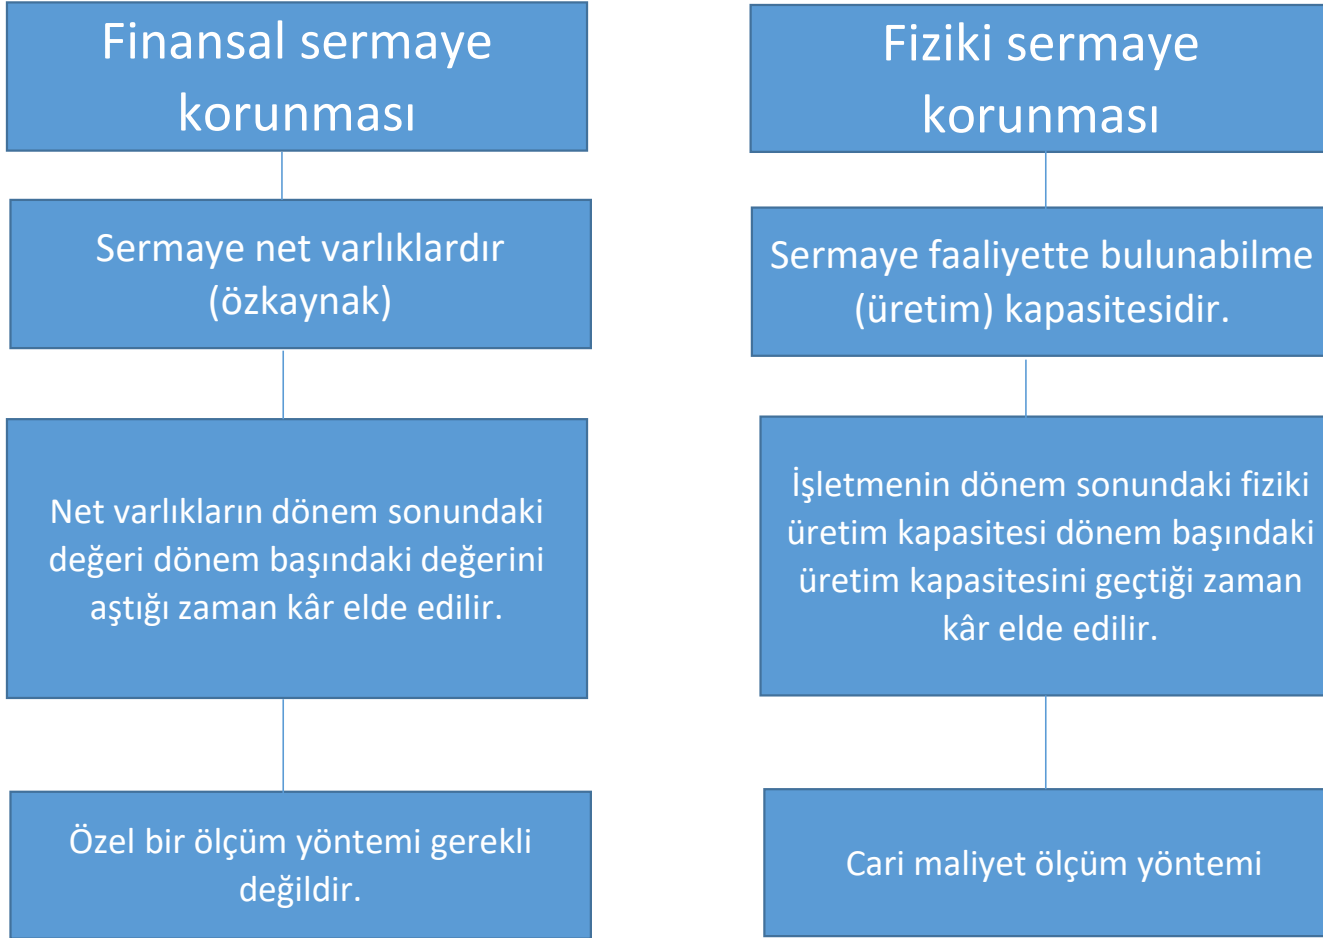 Finansal sermaye
korunması
Sermaye net varlıklardır
(özkaynak)
Net varlıkların dönem sonundaki
değeri dönem başındaki değerini
aştığı zaman kâr elde edilir.
Özel bir ölçüm yöntemi gerekli
değildir.
Fiziki sermaye
korunması
Sermaye faaliyette bulunabilme
(üretim) kapasitesidir.
İşletmenin dönem sonundaki fiziki
üretim kapasitesi dönem başındaki
üretim kapasitesini geçtiği zaman
kâr elde edilir.
Cari maliyet ölçüm yöntemi